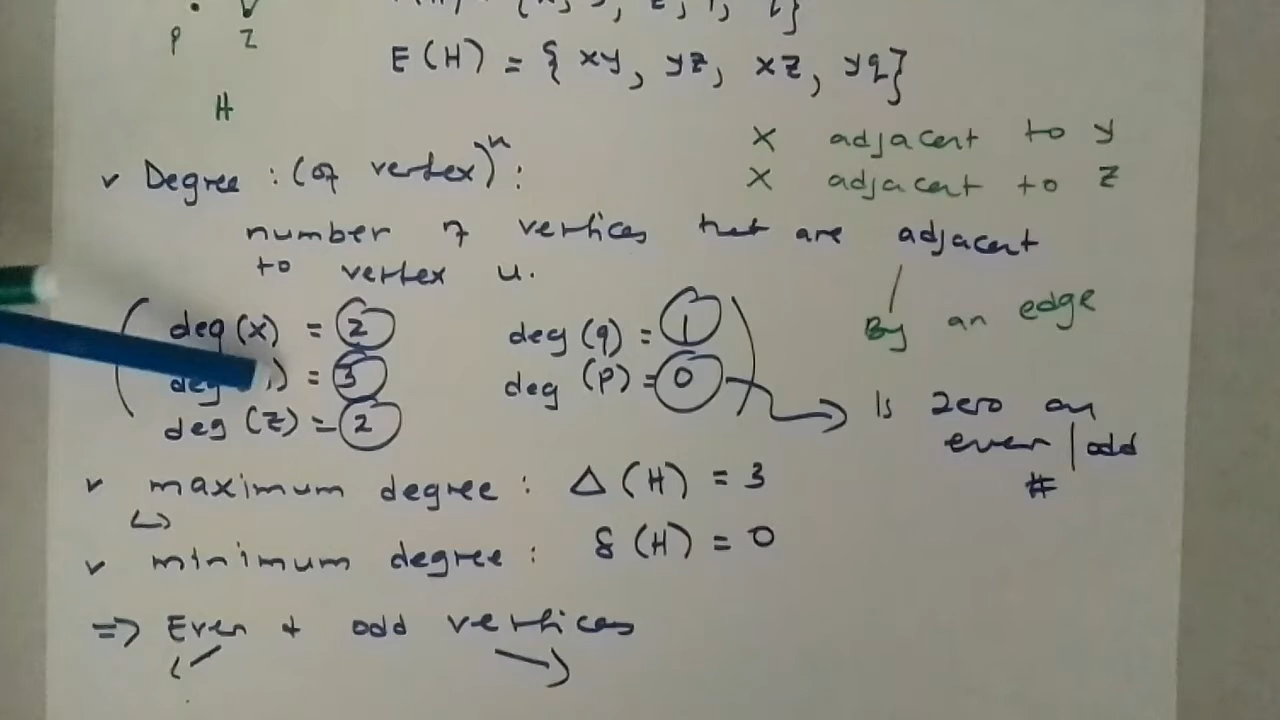 P Z
E(H) = { xy, yz, xz, yq}
H
x adjacent to y
x adjacent to z
✓ Degree : (of vertex)ⁿ :
number of vertices that are adjacent
to vertex u.
By an edge
deg(x) = 2 deg(q) = 1
deg = 3 deg(P) = 0
deg(z) = 2
Is zero an
even | odd
#
✓ maximum degree : Δ(H) = 3
✓ minimum degree : δ(H) = 0
=> Even + odd vertices